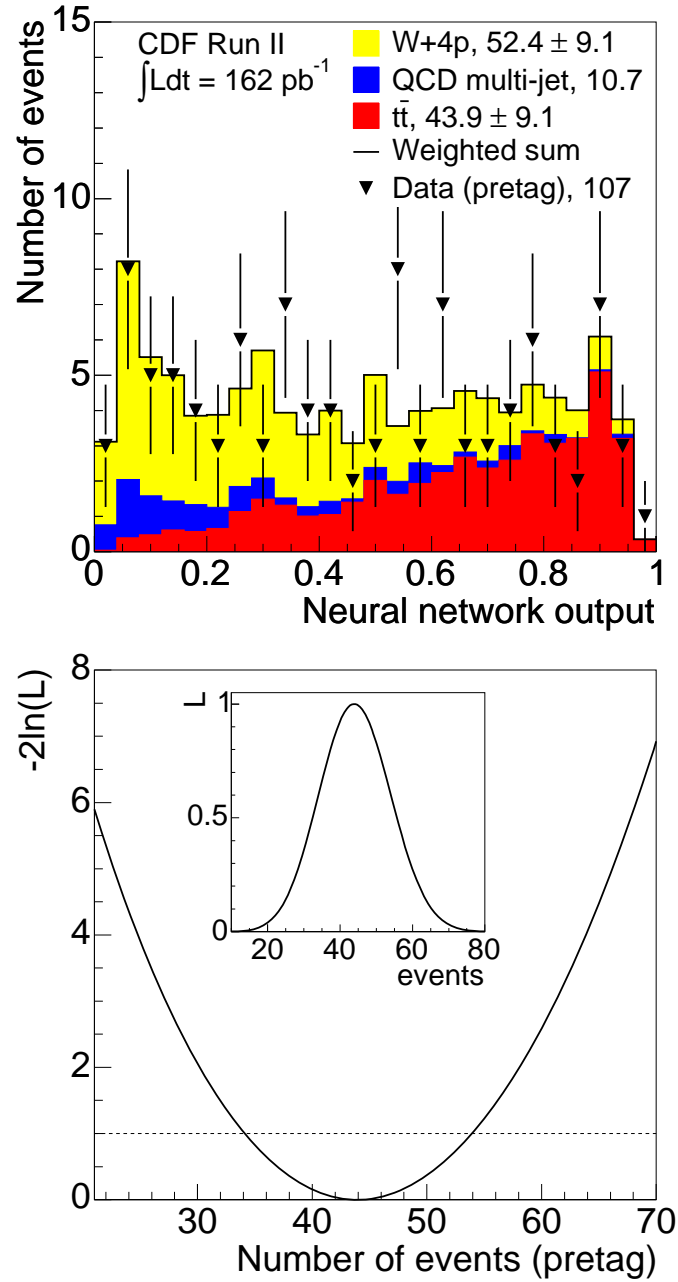 15
10
5
0
Number of events
CDF Run II
∫Ldt = 162 pb⁻¹
W+4p, 52.4 ± 9.1
QCD multi-jet, 10.7
tt̄, 43.9 ± 9.1
Weighted sum
Data (pretag), 107
0 0.2 0.4 0.6 0.8 1
Neural network output
8
6
4
2
0
-2ln(L)
L
1
0.5
0
20 40 60 80
events
30 40 50 60 70
Number of events (pretag)